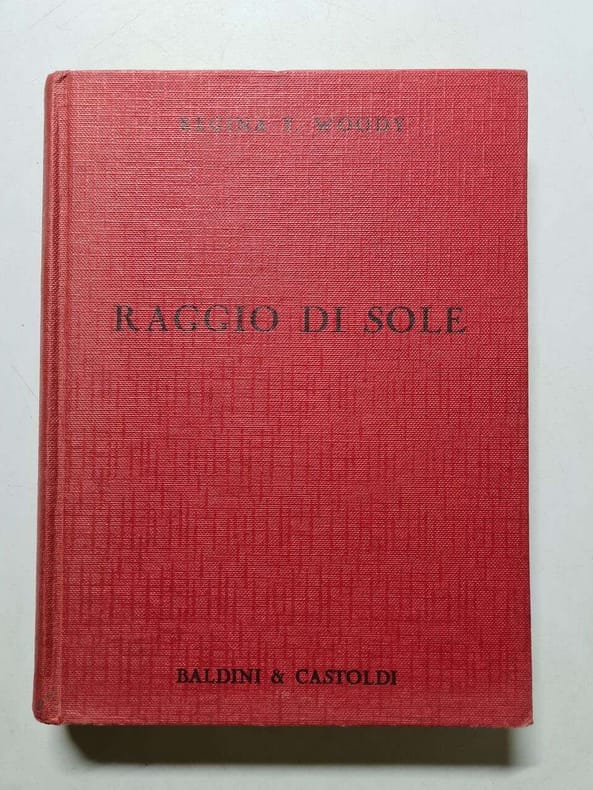 REGINA J. WOODY
RAGGIO DI SOLE
BALDINI & CASTOLDI